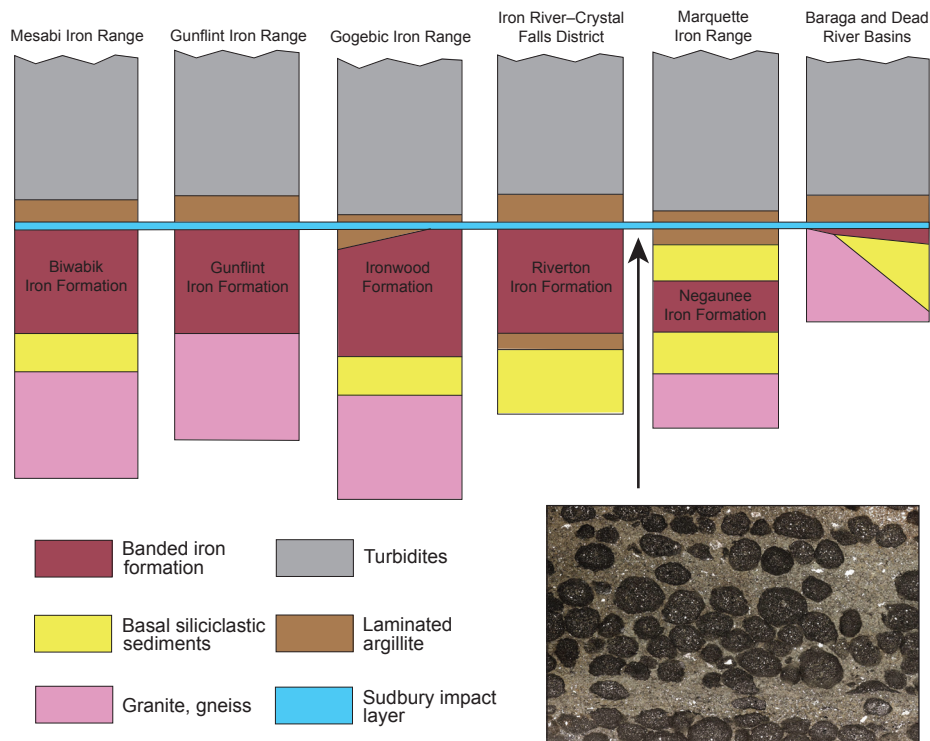 Mesabi Iron Range
Gunflint Iron Range
Gogebic Iron Range
Iron River–Crystal
Falls District
Marquette
Iron Range
Baraga and Dead
River Basins
Biwabik
Iron Formation
Gunflint
Iron Formation
Ironwood
Formation
Riverton
Iron Formation
Negaunee
Iron Formation
Banded iron
formation
Turbidites
Basal siliciclastic
sediments
Laminated
argillite
Granite, gneiss
Sudbury impact
layer